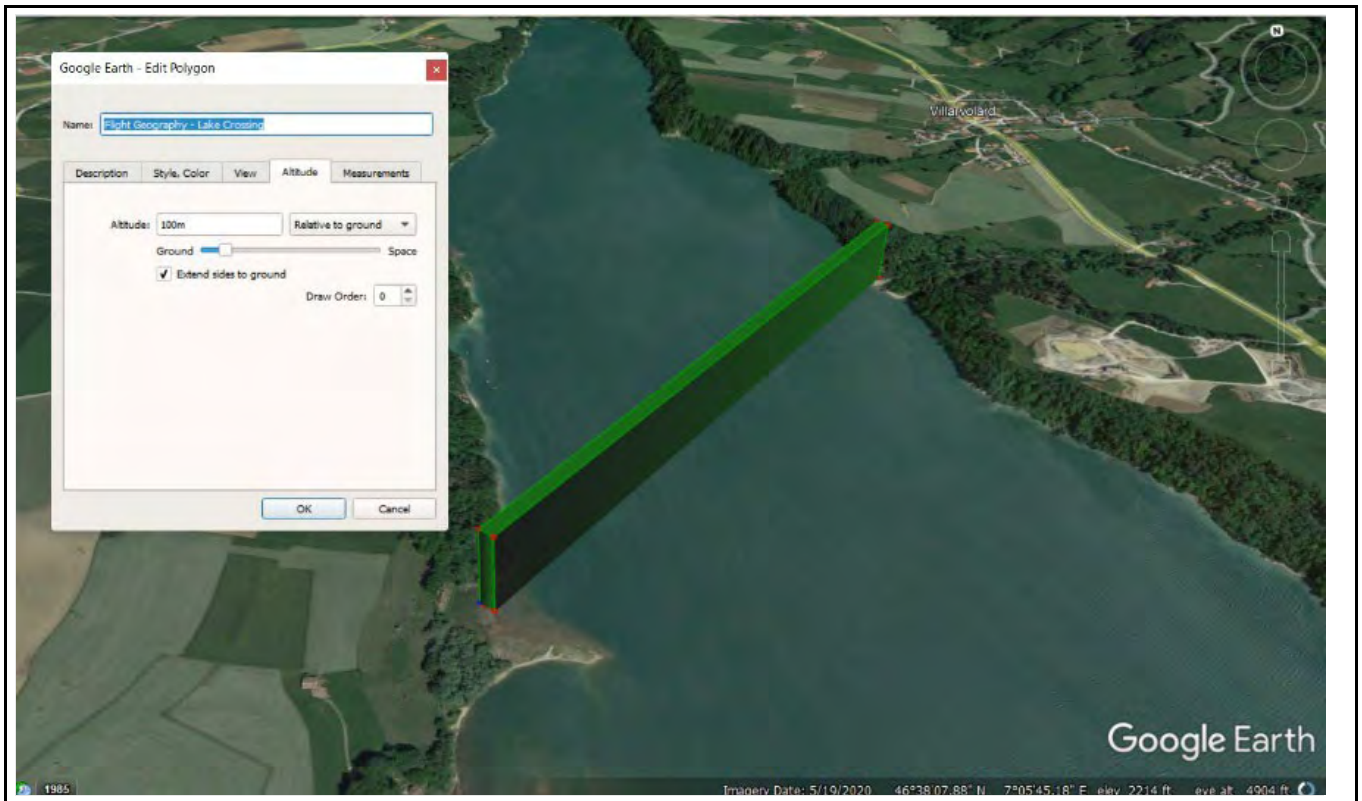 Google Earth - Edit Polygon
Name: Flight Geography - Lake Crossing
Description Style, Color View Altitude Measurements
Altitude: 100m Relative to ground
Ground Space
Extend sides to ground
Draw Order: 0
OK Cancel
Villarvolard
N
Google Earth
1985 Imagery Date: 5/19/2020 46°38'07.88" N 7°05'45.18" E elev 2214 ft eye alt 4904 ft